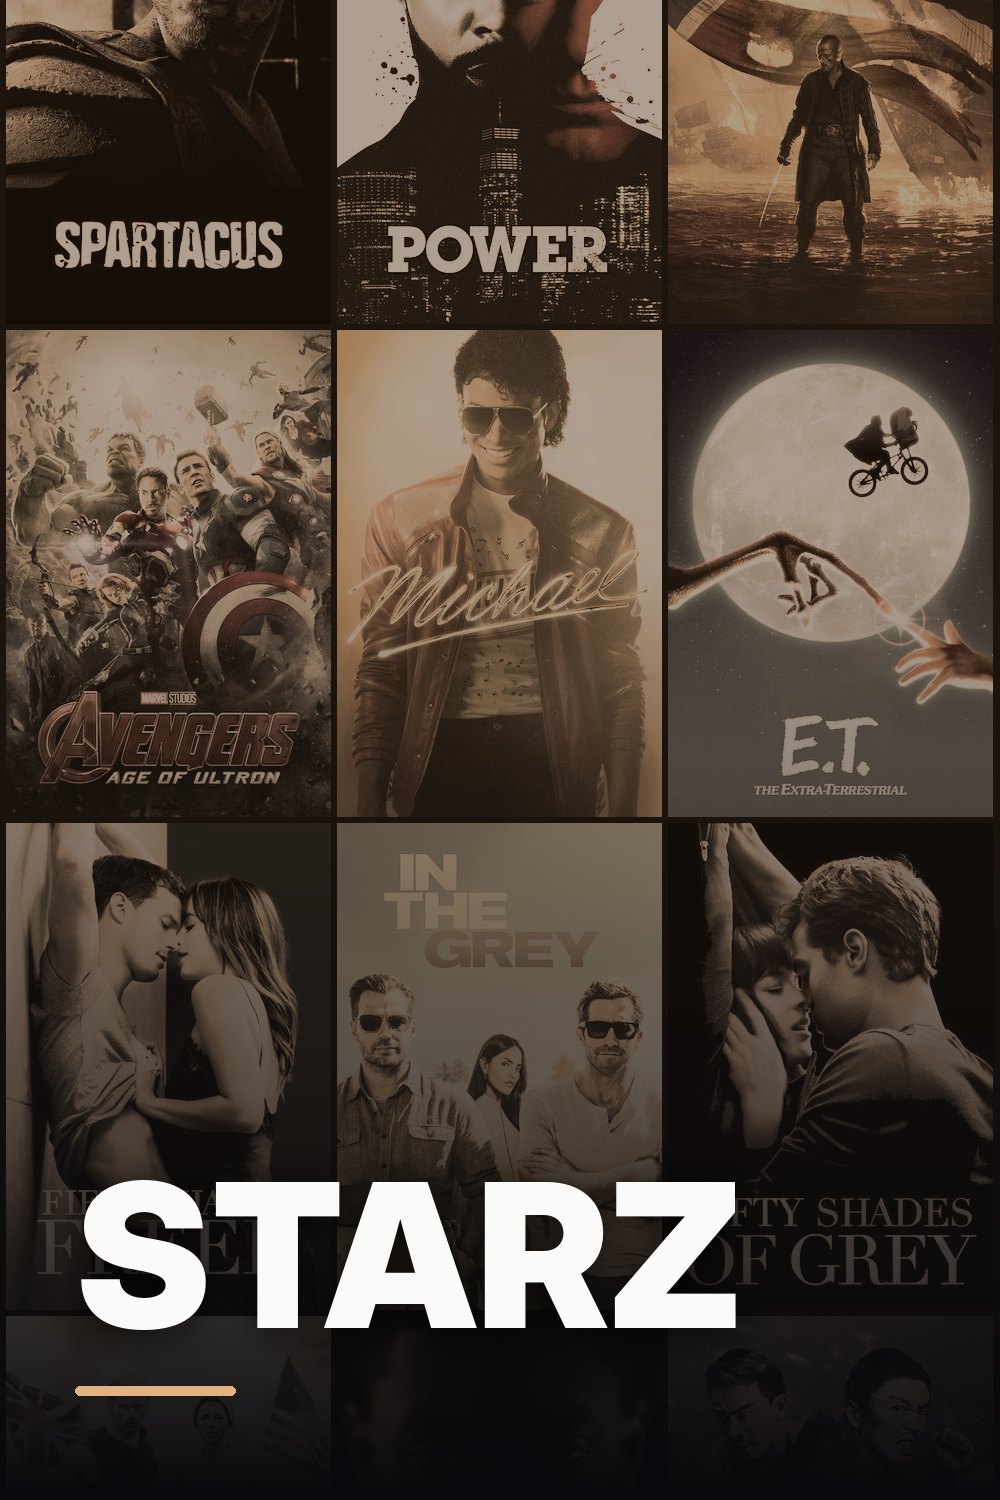 SPARTACUS
POWER
MARVEL STUDIOS
AVENGERS
AGE OF ULTRON
Michael
E.T.
THE EXTRA-TERRESTRIAL
IN
THE
GREY
SHADES
OF GREY
STARZ